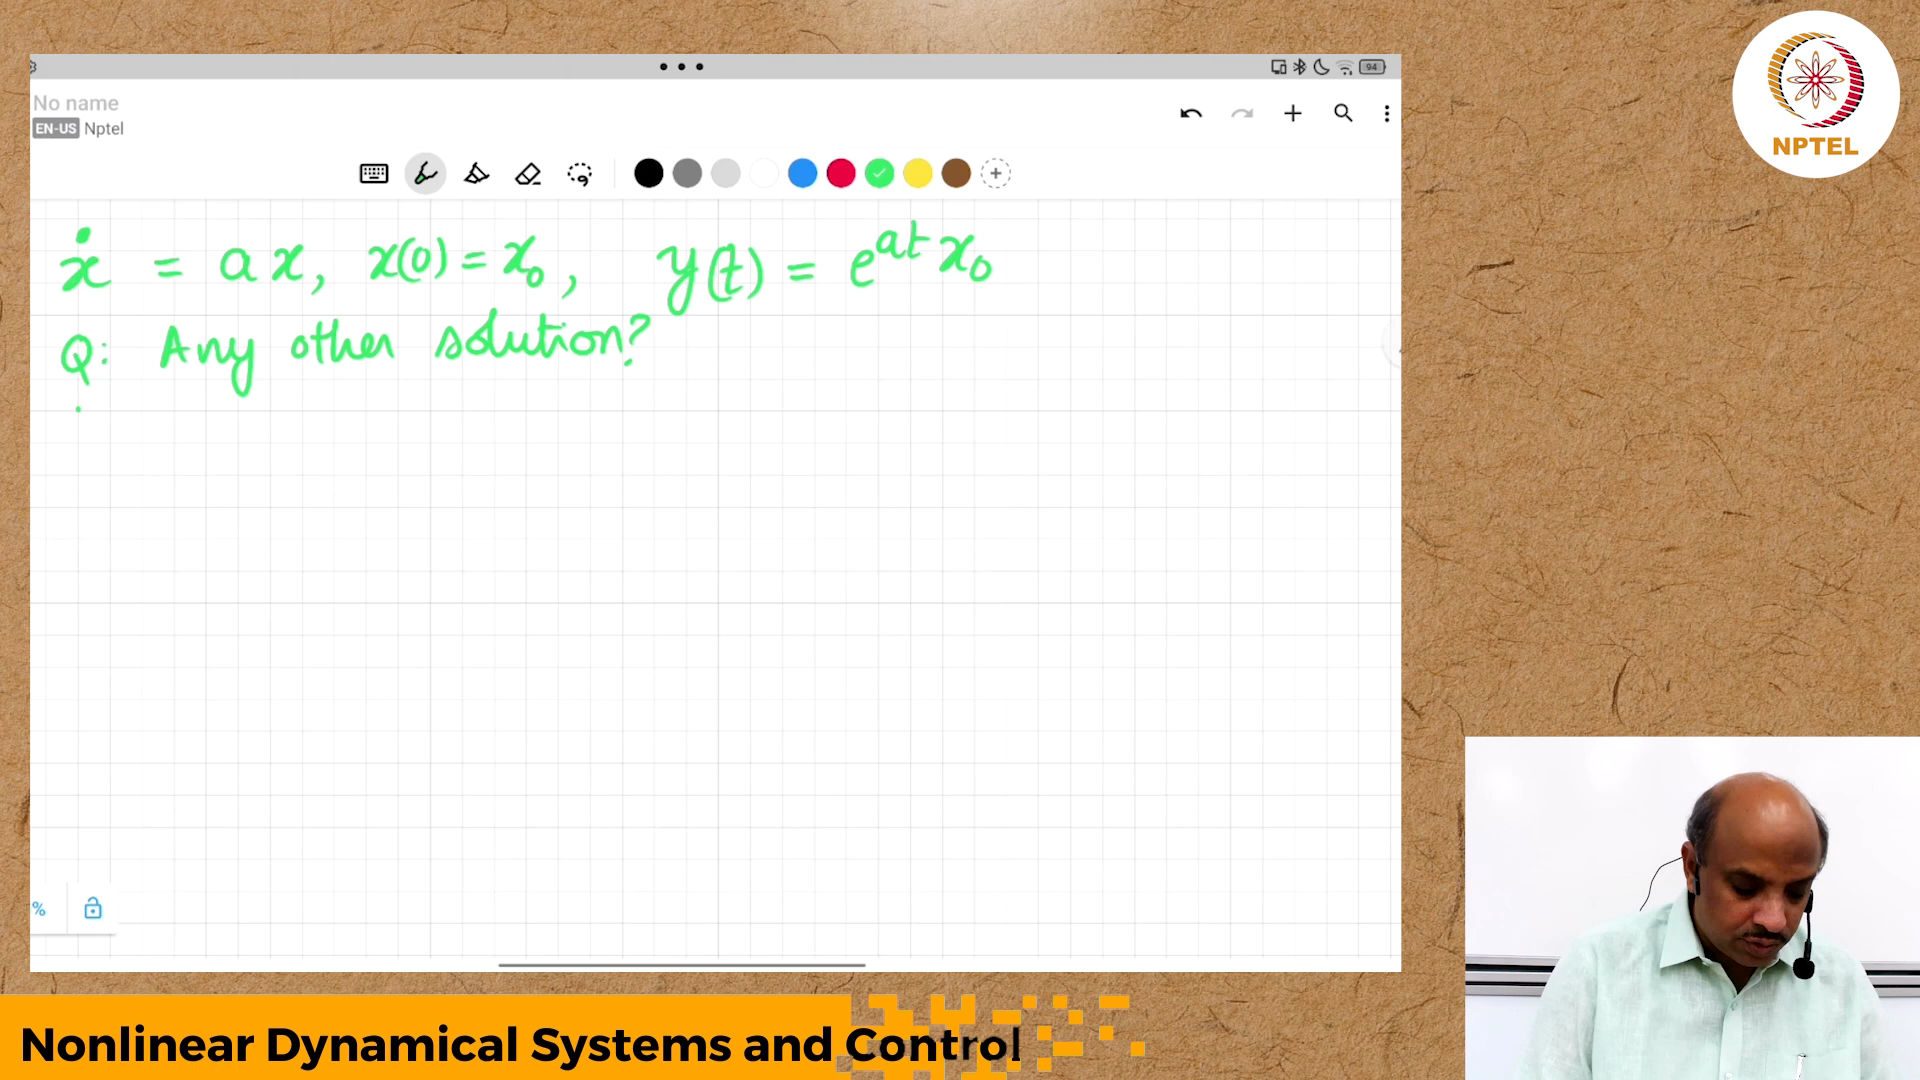 94
No name
EN-US Nptel
NPTEL
ẋ = ax, x(0) = x₀, y(t) = e^{at} x₀
Q: Any other solution?
%
Nonlinear Dynamical Systems and Control